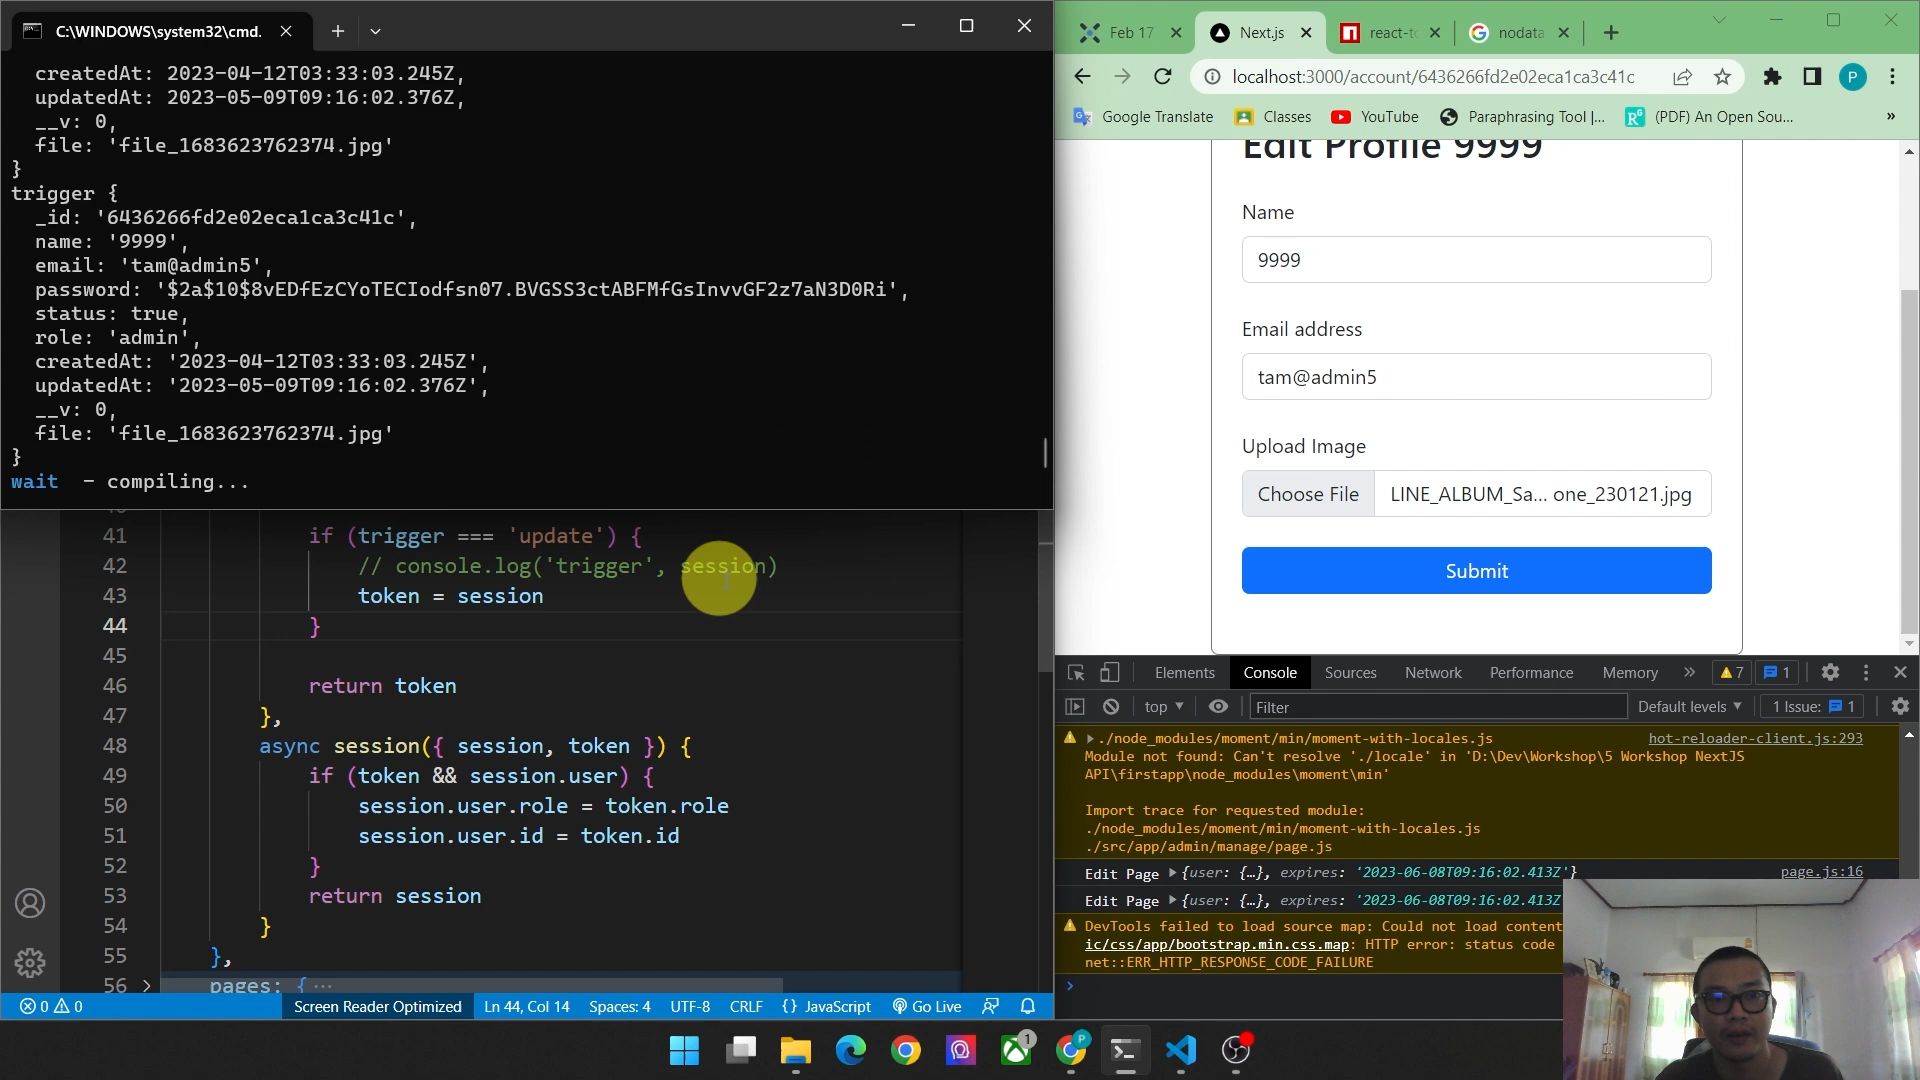 C:\WINDOWS\system32\cmd.
createdAt: 2023-04-12T03:33:03.245Z,
updatedAt: 2023-05-09T09:16:02.376Z,
__v: 0,
file: 'file_1683623762374.jpg'
}
trigger {
_id: '6436266fd2e02eca1ca3c41c',
name: '9999',
email: 'tam@admin5',
password: '$2a$10$8vEDfEzCYoTECIodfsn07.BVGSS3ctABFMfGsInvvGF2z7aN3D0Ri',
status: true,
role: 'admin',
createdAt: '2023-04-12T03:33:03.245Z',
updatedAt: '2023-05-09T09:16:02.376Z',
__v: 0,
file: 'file_1683623762374.jpg'
}
wait - compiling...
41 if (trigger === 'update') {
42 // console.log('trigger', session)
43 token = session
44 }
45
46 return token
47 },
48 async session({ session, token }) {
49 if (token && session.user) {
50 session.user.role = token.role
51 session.user.id = token.id
52 }
53 return session
54 }
55 },
56 > pages: { ...
0 0 Screen Reader Optimized Ln 44, Col 14 Spaces: 4 UTF-8 CRLF {} JavaScript Go Live
Feb 17 Next.js react-to nodata
localhost:3000/account/6436266fd2e02eca1ca3c41c P
Google Translate Classes YouTube Paraphrasing Tool |... (PDF) An Open Sou... »
Edit Profile 9999
Name
9999
Email address
tam@admin5
Upload Image
Choose File LINE_ALBUM_Sa... one_230121.jpg
Submit
Elements Console Sources Network Performance Memory » 7 1
top Filter Default levels 1 Issue: 1
./node_modules/moment/min/moment-with-locales.js hot-reloader-client.js:293
Module not found: Can't resolve './locale' in 'D:\Dev\Workshop\5 Workshop NextJS
API\firstapp\node_modules\moment\min'
Import trace for requested module:
./node_modules/moment/min/moment-with-locales.js
./src/app/admin/manage/page.js
Edit Page {user: {…}, expires: '2023-06-08T09:16:02.413Z'} page.js:16
Edit Page {user: {…}, expires: '2023-06-08T09:16:02.413Z
DevTools failed to load source map: Could not load content
ic/css/app/bootstrap.min.css.map: HTTP error: status code
net::ERR_HTTP_RESPONSE_CODE_FAILURE
1 P